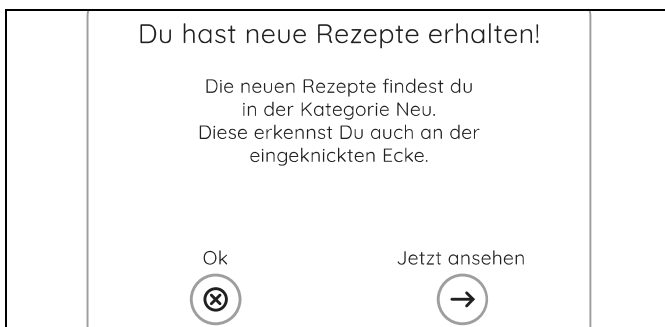 Du hast neue Rezepte erhalten!
Die neuen Rezepte findest du
in der Kategorie Neu.
Diese erkennst Du auch an der
eingeknickten Ecke.
Ok
Jetzt ansehen